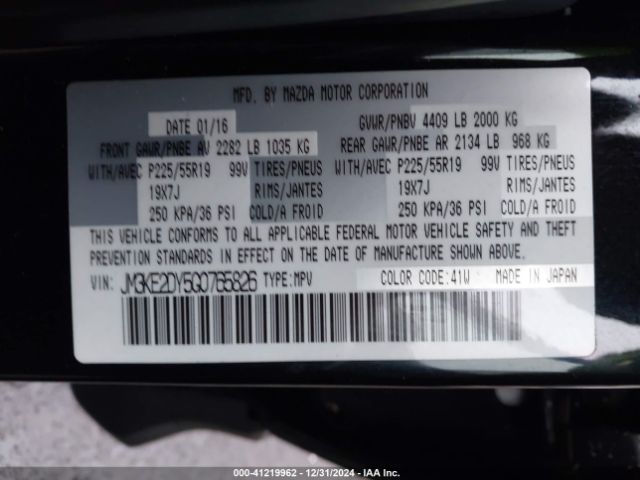 MFD. BY MAZDA MOTOR CORPORATION
DATE 01/16 GVWR/PNBV 4409 LB 2000 KG
FRONT GAWR/PNBE AV 2282 LB 1035 KG REAR GAWR/PNBE AR 2134 LB 968 KG
WITH/AVEC P225/55R19 99V TIRES/PNEUS WITH/AVEC P225/55R19 99V TIRES/PNEUS
19X7J RIMS/JANTES 19X7J RIMS/JANTES
250 KPA/36 PSI COLD/A FROID 250 KPA/36 PSI COLD/A FROID
THIS VEHICLE CONFORMS TO ALL APPLICABLE FEDERAL MOTOR VEHICLE SAFETY AND THEFT
PREVENTION STANDARDS IN EFFECT ON THE DATE OF MANUFACTURE SHOWN ABOVE.
VIN: JM3KE2DY5G0765826 TYPE:MPV COLOR CODE:41W MADE IN JAPAN
000-41219962 - 12/31/2024 - IAA Inc.